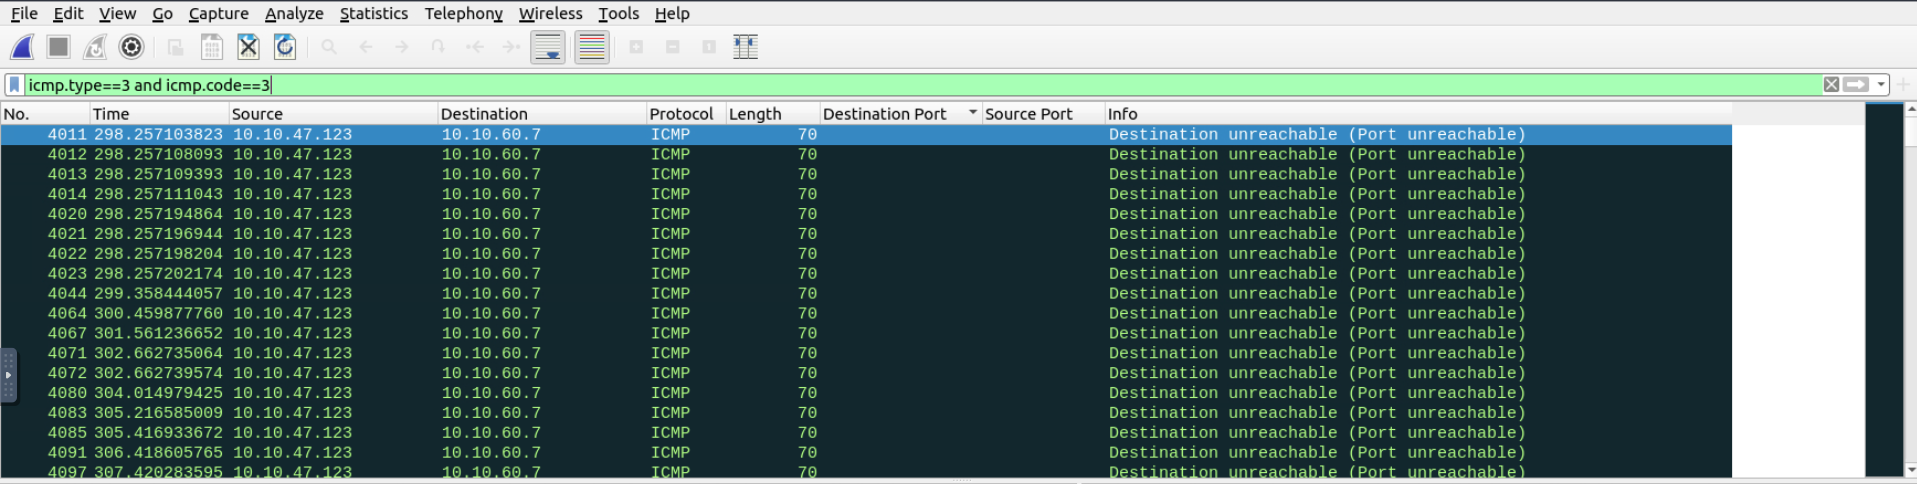 File Edit View Go Capture Analyze Statistics Telephony Wireless Tools Help
icmp.type==3 and icmp.code==3
No. Time Source Destination Protocol Length Destination Port Source Port Info
4011 298.257103823 10.10.47.123 10.10.60.7 ICMP 70 Destination unreachable (Port unreachable)
4012 298.257108093 10.10.47.123 10.10.60.7 ICMP 70 Destination unreachable (Port unreachable)
4013 298.257109393 10.10.47.123 10.10.60.7 ICMP 70 Destination unreachable (Port unreachable)
4014 298.257111043 10.10.47.123 10.10.60.7 ICMP 70 Destination unreachable (Port unreachable)
4020 298.257194864 10.10.47.123 10.10.60.7 ICMP 70 Destination unreachable (Port unreachable)
4021 298.257196944 10.10.47.123 10.10.60.7 ICMP 70 Destination unreachable (Port unreachable)
4022 298.257198204 10.10.47.123 10.10.60.7 ICMP 70 Destination unreachable (Port unreachable)
4023 298.257202174 10.10.47.123 10.10.60.7 ICMP 70 Destination unreachable (Port unreachable)
4044 299.358444057 10.10.47.123 10.10.60.7 ICMP 70 Destination unreachable (Port unreachable)
4064 300.459877760 10.10.47.123 10.10.60.7 ICMP 70 Destination unreachable (Port unreachable)
4067 301.561236652 10.10.47.123 10.10.60.7 ICMP 70 Destination unreachable (Port unreachable)
4071 302.662735064 10.10.47.123 10.10.60.7 ICMP 70 Destination unreachable (Port unreachable)
4072 302.662739574 10.10.47.123 10.10.60.7 ICMP 70 Destination unreachable (Port unreachable)
4080 304.014979425 10.10.47.123 10.10.60.7 ICMP 70 Destination unreachable (Port unreachable)
4083 305.216585009 10.10.47.123 10.10.60.7 ICMP 70 Destination unreachable (Port unreachable)
4085 305.416933672 10.10.47.123 10.10.60.7 ICMP 70 Destination unreachable (Port unreachable)
4091 306.418605765 10.10.47.123 10.10.60.7 ICMP 70 Destination unreachable (Port unreachable)
4097 307.420283595 10.10.47.123 10.10.60.7 ICMP 70 Destination unreachable (Port unreachable)